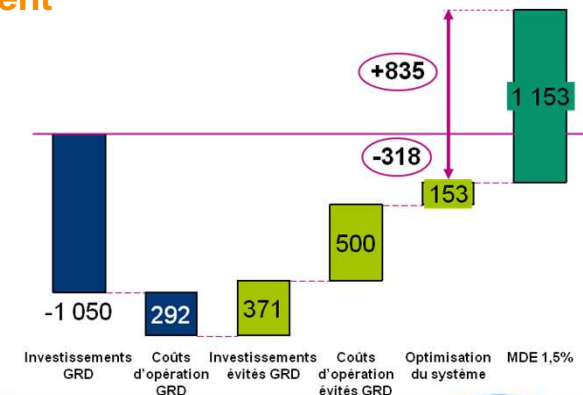 ent
+835
1 153
-318
153
500
-1 050
292
371
Investissements
GRD
Coûts
d'opération
GRD
Investissements
évités GRD
Coûts
d'opération
évités GRD
Optimisation
du système
MDE 1,5%